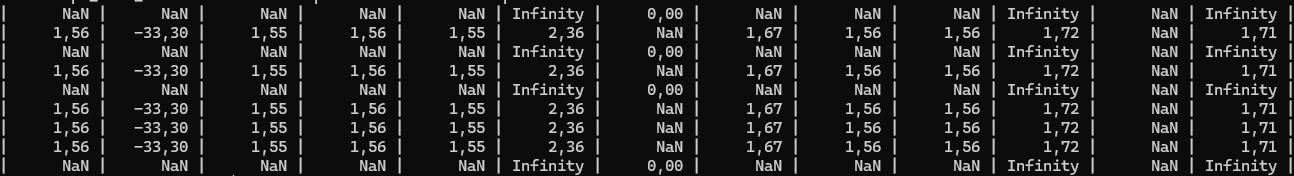 | NaN | NaN | NaN | NaN | NaN | Infinity | 0,00 | NaN | NaN | NaN | Infinity | NaN | Infinity |
| 1,56 | -33,30 | 1,55 | 1,56 | 1,55 | 2,36 | NaN | 1,67 | 1,56 | 1,56 | 1,72 | NaN | 1,71 |
| NaN | NaN | NaN | NaN | NaN | Infinity | 0,00 | NaN | NaN | NaN | Infinity | NaN | Infinity |
| 1,56 | -33,30 | 1,55 | 1,56 | 1,55 | 2,36 | NaN | 1,67 | 1,56 | 1,56 | 1,72 | NaN | 1,71 |
| NaN | NaN | NaN | NaN | NaN | Infinity | 0,00 | NaN | NaN | NaN | Infinity | NaN | Infinity |
| 1,56 | -33,30 | 1,55 | 1,56 | 1,55 | 2,36 | NaN | 1,67 | 1,56 | 1,56 | 1,72 | NaN | 1,71 |
| 1,56 | -33,30 | 1,55 | 1,56 | 1,55 | 2,36 | NaN | 1,67 | 1,56 | 1,56 | 1,72 | NaN | 1,71 |
| 1,56 | -33,30 | 1,55 | 1,56 | 1,55 | 2,36 | NaN | 1,67 | 1,56 | 1,56 | 1,72 | NaN | 1,71 |
| NaN | NaN | NaN | NaN | NaN | Infinity | 0,00 | NaN | NaN | NaN | Infinity | NaN | Infinity |